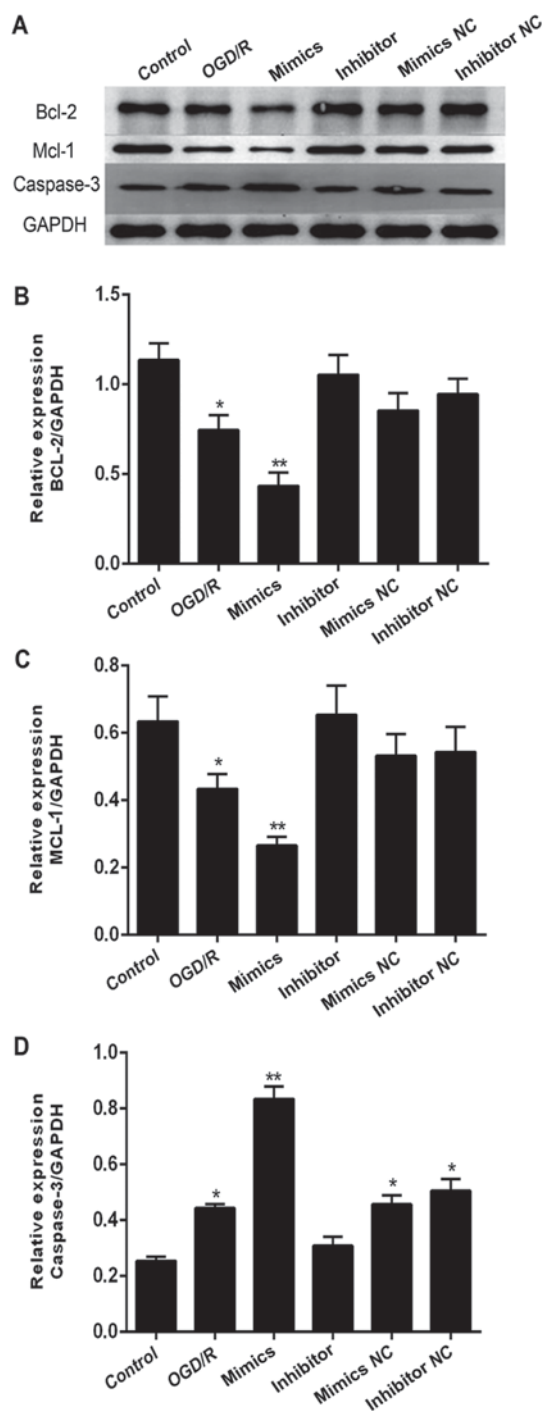 A
Control OGD/R Mimics Inhibitor Mimics NC Inhibitor NC
Bcl-2
Mcl-1
Caspase-3
GAPDH
B
Relative expression
BCL-2/GAPDH
1.5
1.0
0.5
0.0
*
**
Control OGD/R Mimics Inhibitor Mimics NC Inhibitor NC
C
Relative expression
MCL-1/GAPDH
0.8
0.6
0.4
0.2
0.0
*
**
Control OGD/R Mimics Inhibitor Mimics NC Inhibitor NC
D
Relative expression
Caspase-3/GAPDH
1.0
0.8
0.6
0.4
0.2
0.0
*
**
*
*
Control OGD/R Mimics Inhibitor Mimics NC Inhibitor NC